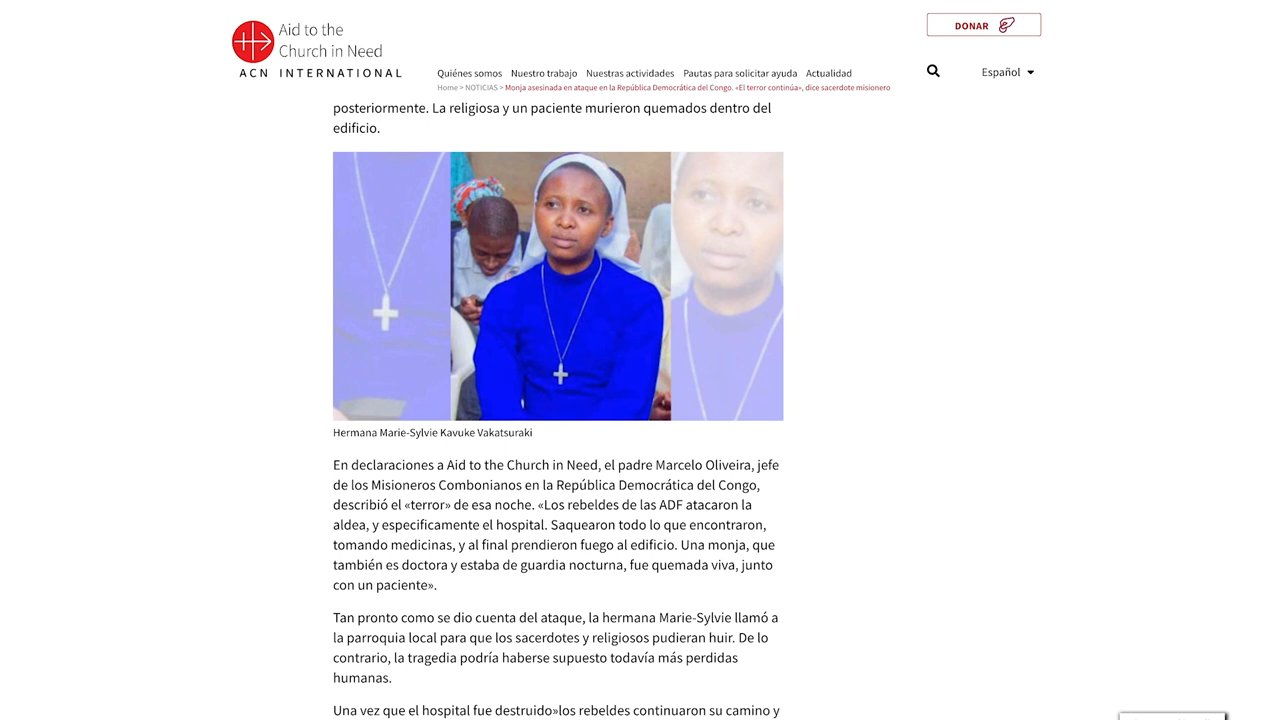 Aid to the
Church in Need
ACN INTERNATIONAL
DONAR
Quiénes somos Nuestro trabajo Nuestras actividades Pautas para solicitar ayuda Actualidad
Español
Home > NOTICIAS > Monja asesinada en ataque en la República Democrática del Congo. «El terror continúa», dice sacerdote misionero
posteriormente. La religiosa y un paciente murieron quemados dentro del
edificio.
Hermana Marie-Sylvie Kavuke Vakatsuraki
En declaraciones a Aid to the Church in Need, el padre Marcelo Oliveira, jefe
de los Misioneros Combonianos en la República Democrática del Congo,
describió el «terror» de esa noche. «Los rebeldes de las ADF atacaron la
aldea, y especificamente el hospital. Saquearon todo lo que encontraron,
tomando medicinas, y al final prendieron fuego al edificio. Una monja, que
también es doctora y estaba de guardia nocturna, fue quemada viva, junto
con un paciente».
Tan pronto como se dio cuenta del ataque, la hermana Marie-Sylvie llamó a
la parroquia local para que los sacerdotes y religiosos pudieran huir. De lo
contrario, la tragedia podría haberse supuesto todavía más perdidas
humanas.
Una vez que el hospital fue destruido»los rebeldes continuaron su camino y